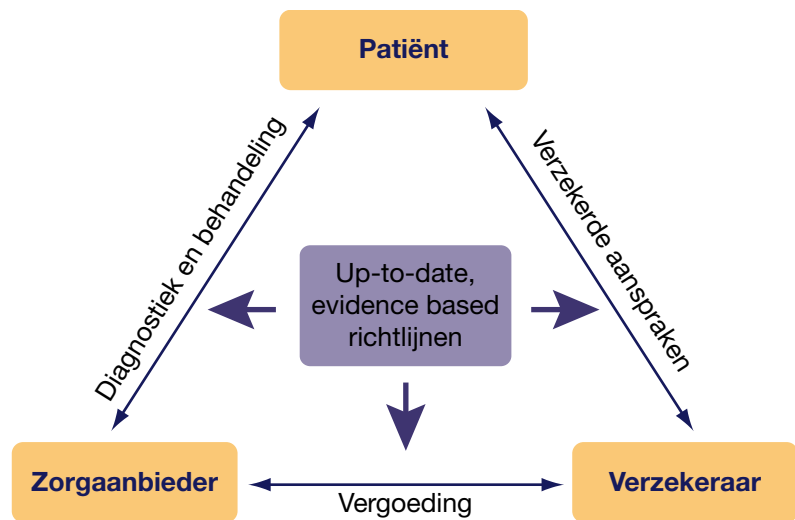 Patiënt
Diagnostiek en behandeling
Verzekerde aanspraken
Up-to-date,
evidence based
richtlijnen
Zorgaanbieder
Vergoeding
Verzekeraar